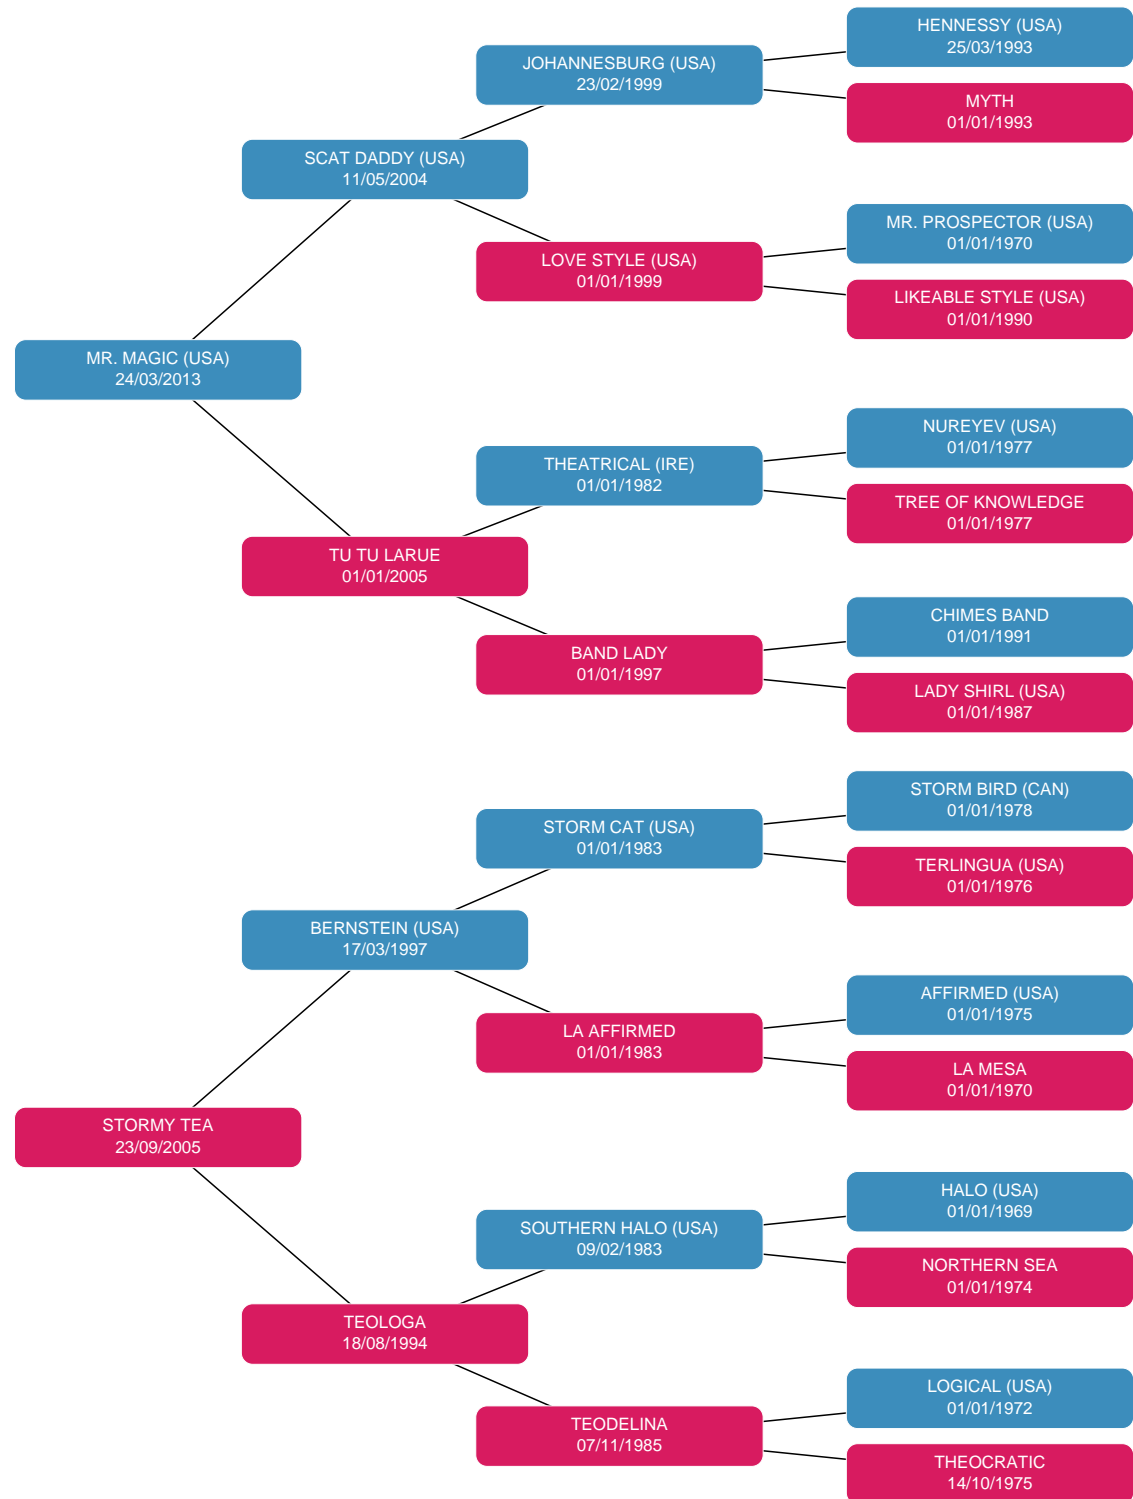 HENNESSY (USA)
25/03/1993
JOHANNESBURG (USA)
23/02/1999
MYTH
01/01/1993
SCAT DADDY (USA)
11/05/2004
MR. PROSPECTOR (USA)
01/01/1970
LOVE STYLE (USA)
01/01/1999
LIKEABLE STYLE (USA)
01/01/1990
MR. MAGIC (USA)
24/03/2013
NUREYEV (USA)
01/01/1977
THEATRICAL (IRE)
01/01/1982
TREE OF KNOWLEDGE
01/01/1977
TU TU LARUE
01/01/2005
CHIMES BAND
01/01/1991
BAND LADY
01/01/1997
LADY SHIRL (USA)
01/01/1987
STORM BIRD (CAN)
01/01/1978
STORM CAT (USA)
01/01/1983
TERLINGUA (USA)
01/01/1976
BERNSTEIN (USA)
17/03/1997
AFFIRMED (USA)
01/01/1975
LA AFFIRMED
01/01/1983
LA MESA
01/01/1970
STORMY TEA
23/09/2005
HALO (USA)
01/01/1969
SOUTHERN HALO (USA)
09/02/1983
NORTHERN SEA
01/01/1974
TEOLOGA
18/08/1994
LOGICAL (USA)
01/01/1972
TEODELINA
07/11/1985
THEOCRATIC
14/10/1975